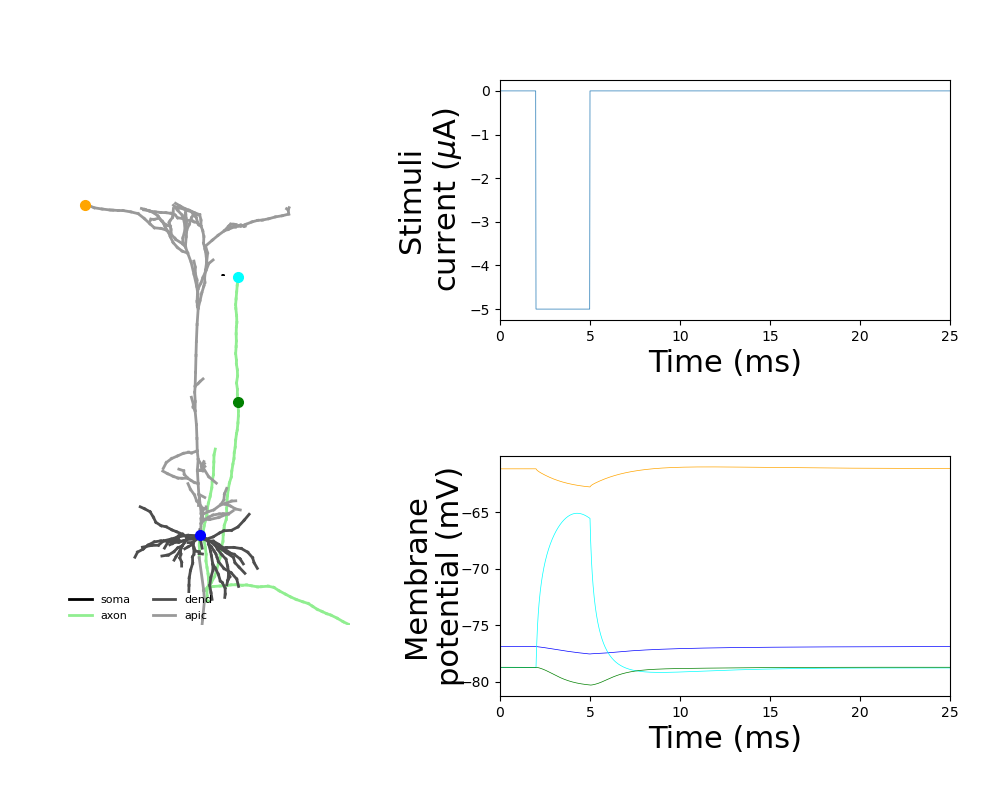 Stimuli
current (μA)
0
−1
−2
−3
−4
−5
0 5 10 15 20 25
Time (ms)
Membrane
potential (mV)
−65
−70
−75
−80
0 5 10 15 20 25
Time (ms)
soma dend
axon apic